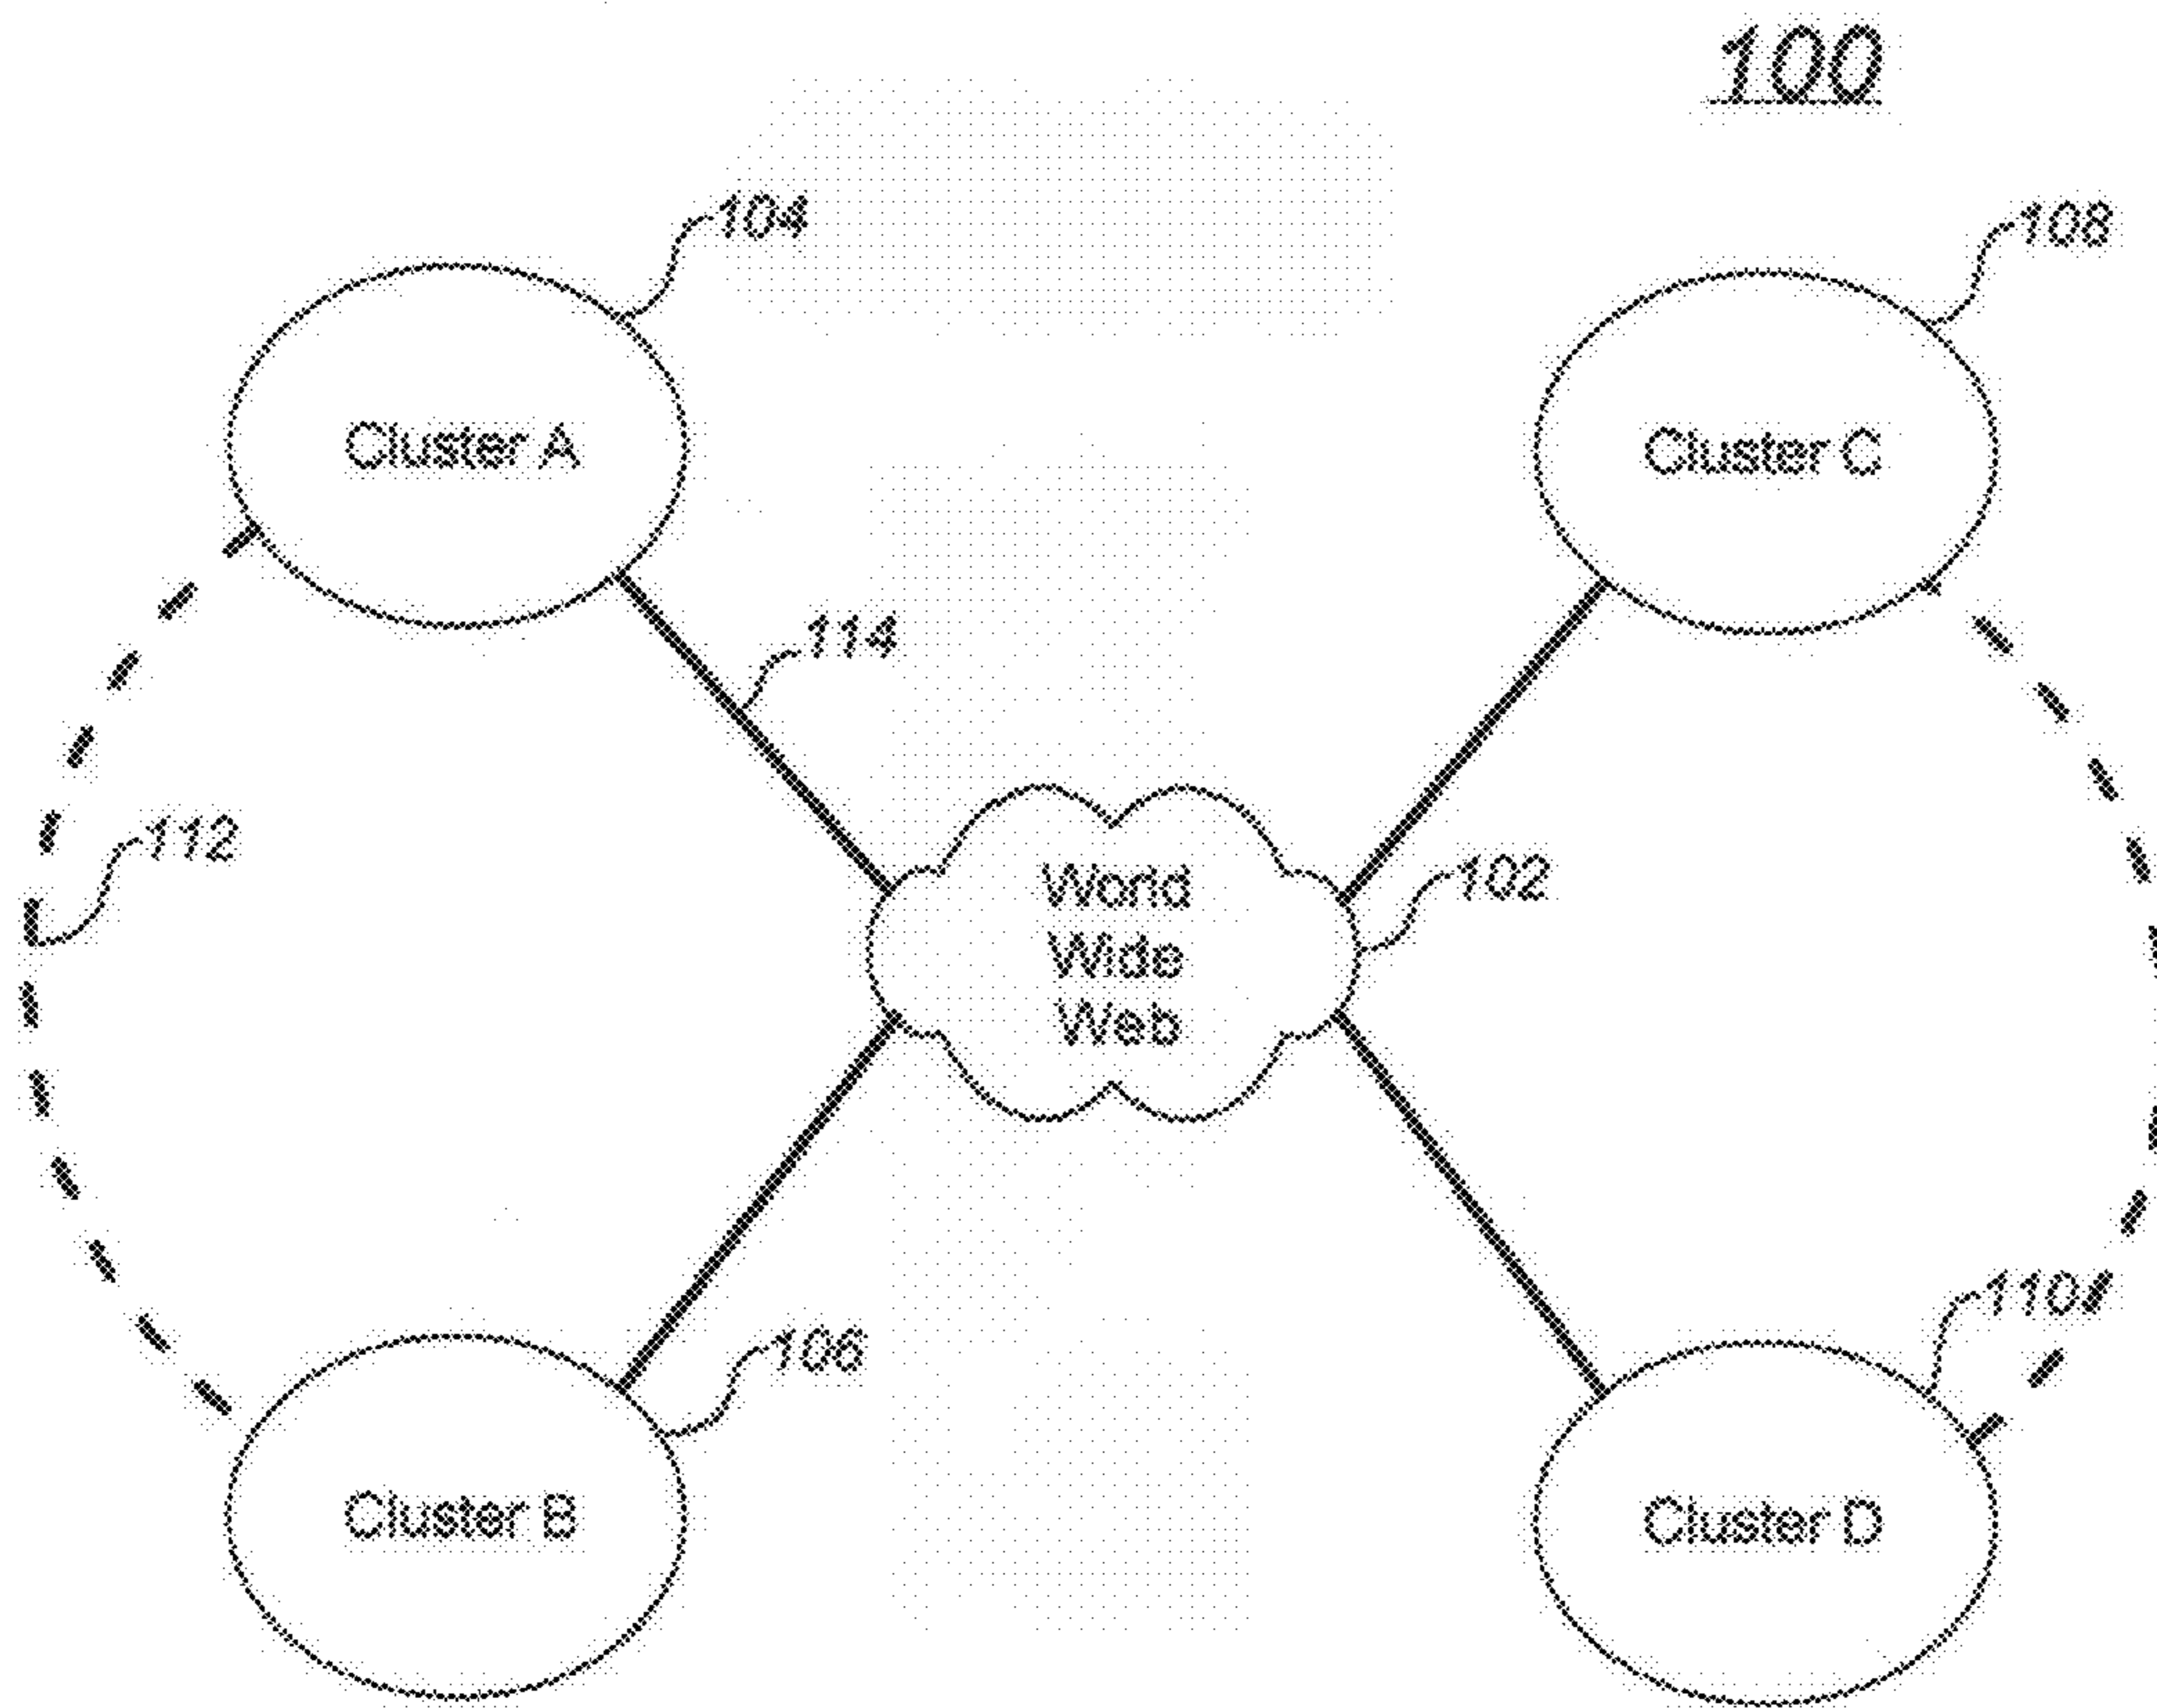 100
104
108
Cluster A
Cluster C
114
112
World
Wide
Web
102
106
110
Cluster B
Cluster D